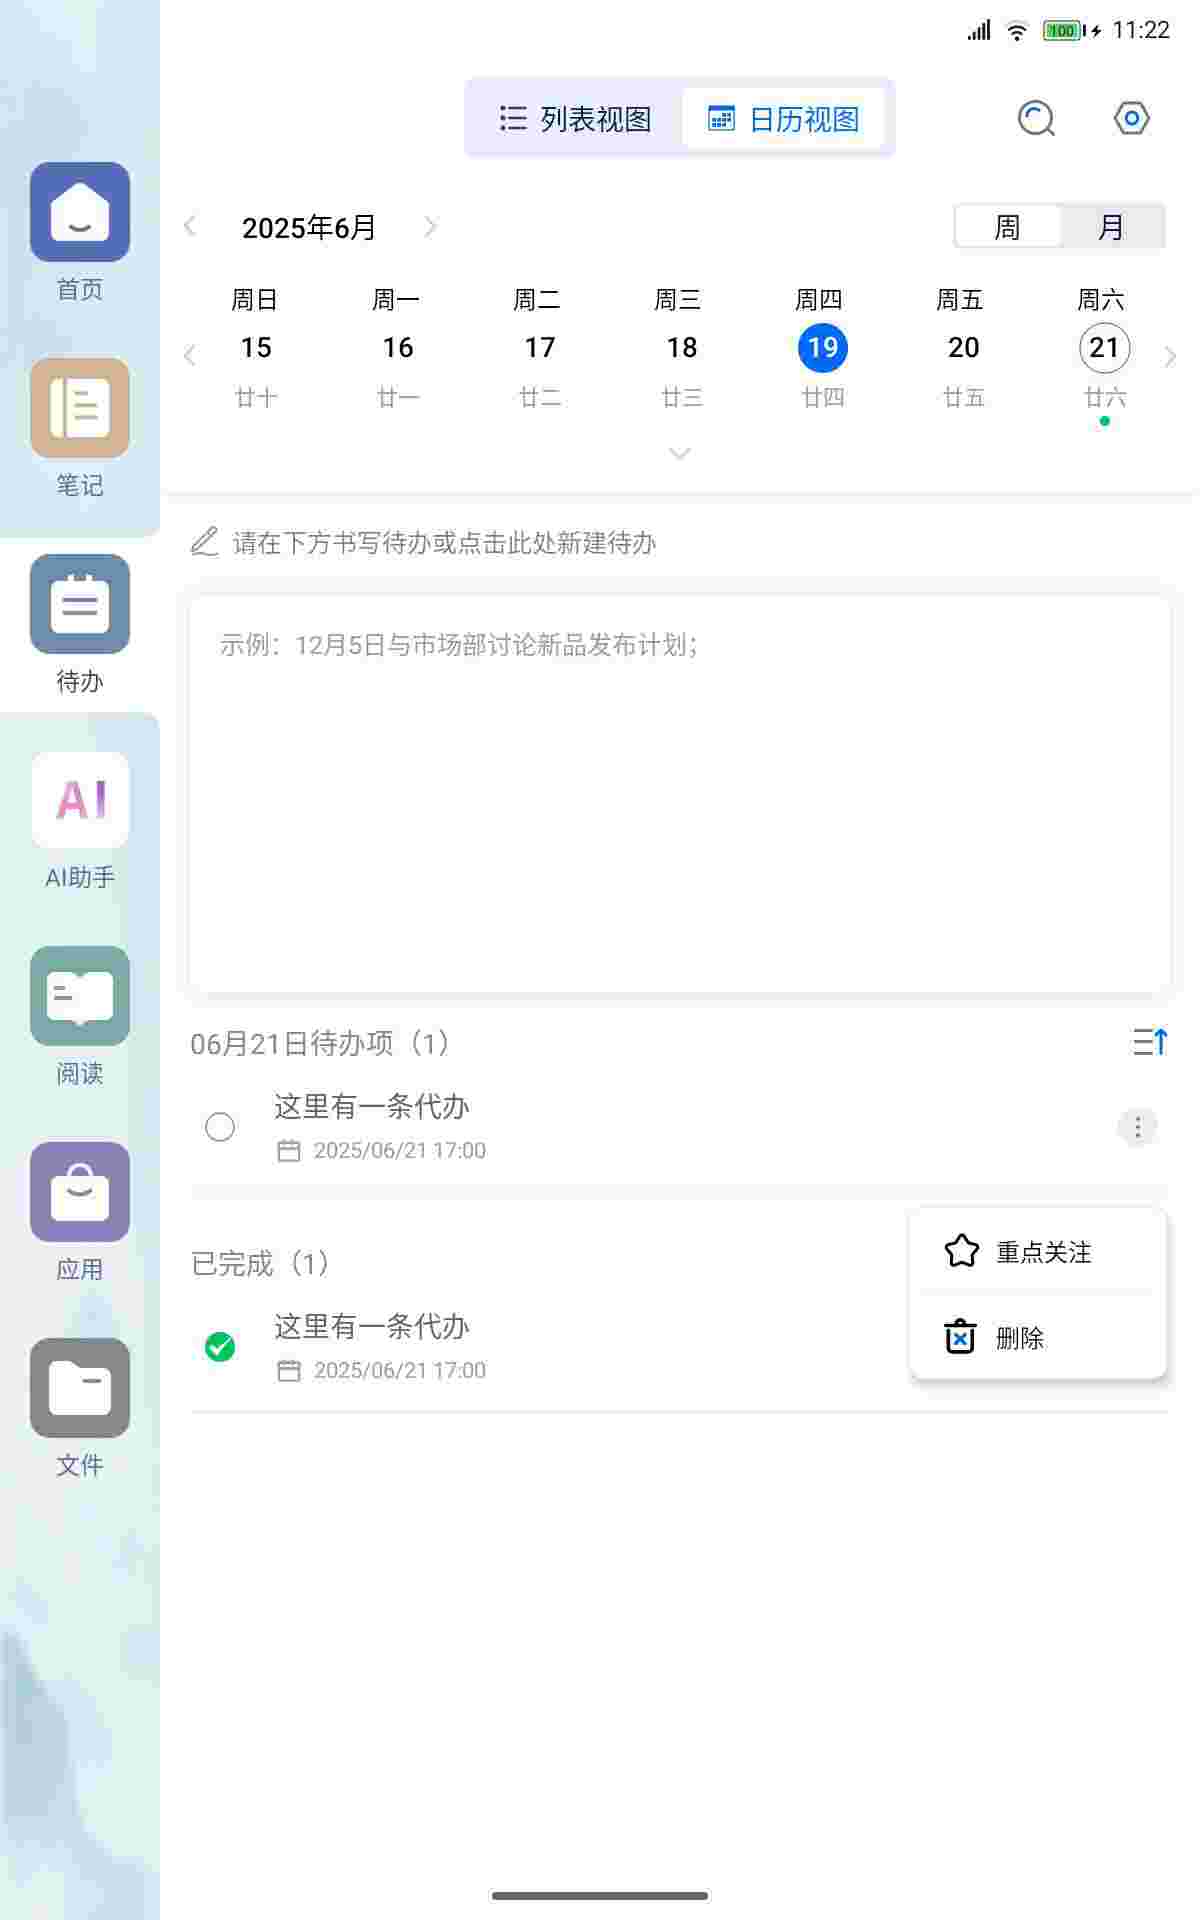 100 11:22
列表视图 日历视图
2025年6月 周 月
周日 周一 周二 周三 周四 周五 周六
15 16 17 18 19 20 21
廿十 廿一 廿二 廿三 廿四 廿五 廿六
首页
笔记
待办
AI
AI助手
阅读
应用
文件
请在下方书写待办或点击此处新建待办
示例：12月5日与市场部讨论新品发布计划；
06月21日待办项（1）
这里有一条代办
2025/06/21 17:00
已完成（1）
这里有一条代办
2025/06/21 17:00
重点关注
删除